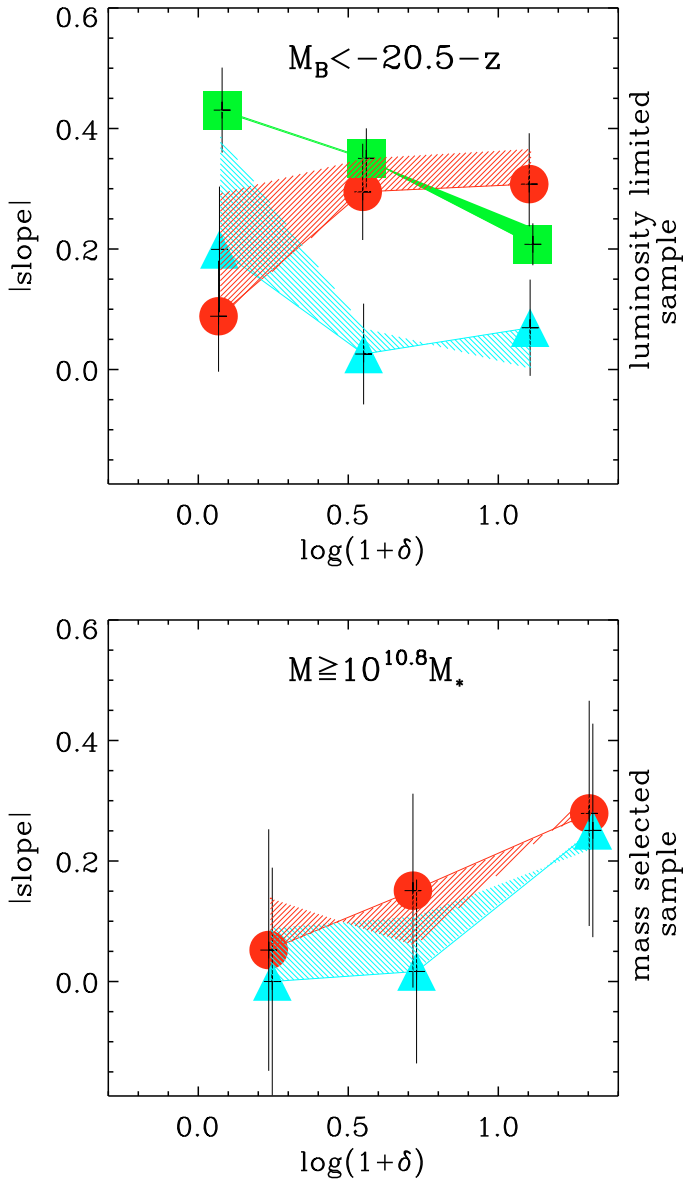 0.6
M_B<-20.5-z
0.4
0.2
0.0
|slope|
luminosity limited
sample
0.0 0.5 1.0
log(1+δ)
0.6
M≧10^10.8M_*
0.4
0.2
0.0
|slope|
mass selected
sample
0.0 0.5 1.0
log(1+δ)